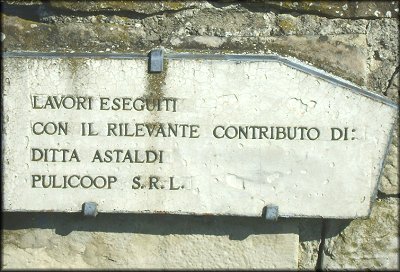 LAVORI ESEGUITI
CON IL RILEVANTE CONTRIBUTO DI:
DITTA ASTALDI
PULICOOP S.R.L.